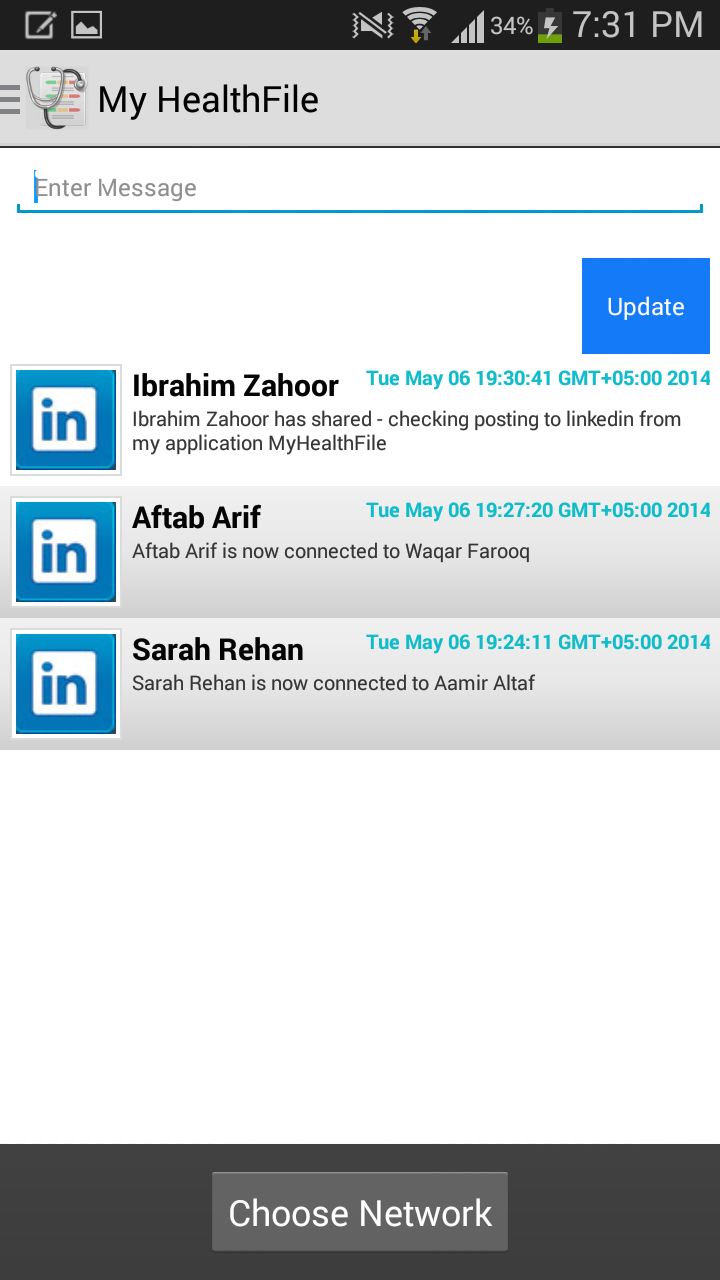 34% 7:31 PM
My HealthFile
Enter Message
Update
Ibrahim Zahoor Tue May 06 19:30:41 GMT+05:00 2014
Ibrahim Zahoor has shared - checking posting to linkedin from
my application MyHealthFile
in
Aftab Arif Tue May 06 19:27:20 GMT+05:00 2014
Aftab Arif is now connected to Waqar Farooq
in
Sarah Rehan Tue May 06 19:24:11 GMT+05:00 2014
Sarah Rehan is now connected to Aamir Altaf
in
Choose Network